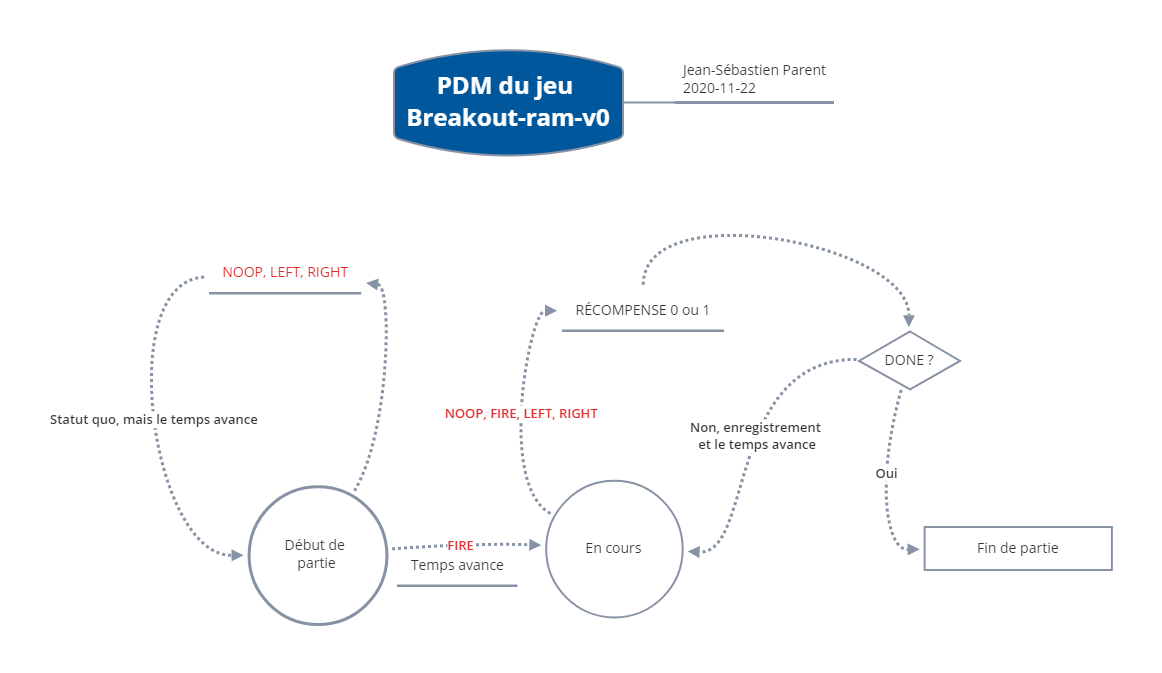 PDM du jeu
Breakout-ram-v0
Jean-Sébastien Parent
2020-11-22
NOOP, LEFT, RIGHT
RÉCOMPENSE 0 ou 1
DONE ?
NOOP, FIRE, LEFT, RIGHT
Statut quo, mais le temps avance
Non, enregistrement
et le temps avance
Oui
Début de
partie
FIRE
Temps avance
En cours
Fin de partie